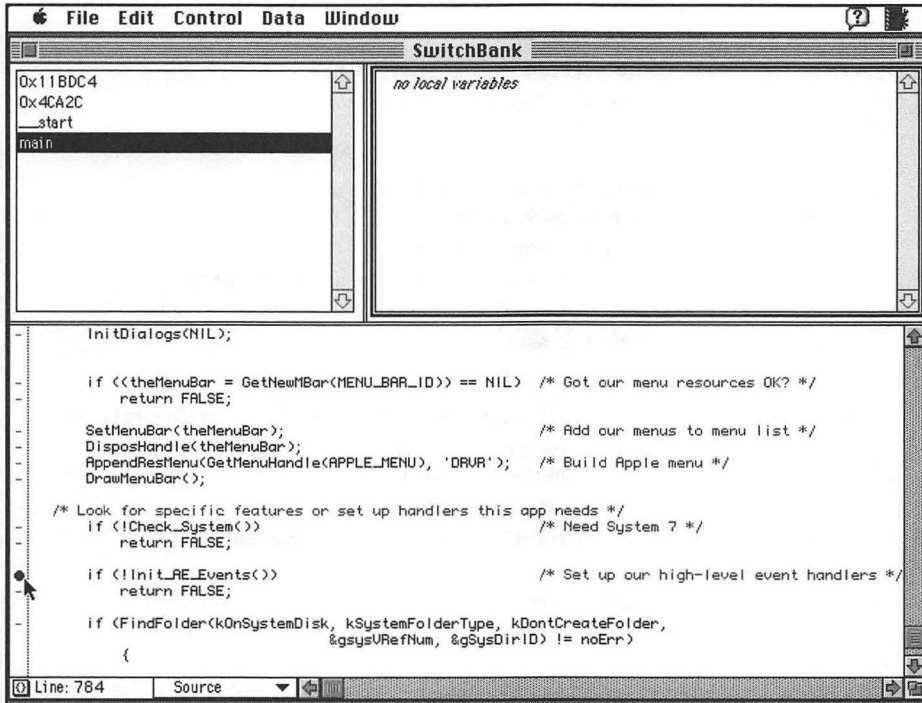 File Edit Control Data Window
SwitchBank
0x11BDC4
0x4CA2C
__start
main
no local variables
InitDialogs(NIL);
if ((theMenuBar = GetNewMBar(MENU_BAR_ID)) == NIL) /* Got our menu resources OK? */
return FALSE;
SetMenuBar(theMenuBar); /* Add our menus to menu list */
DisposHandle(theMenuBar);
AppendResMenu(GetMenuHandle(APPLE_MENU), 'DRVR'); /* Build Apple menu */
DrawMenuBar();
/* Look for specific features or set up handlers this app needs */
if (!Check_System()) /* Need System 7 */
return FALSE;
if (!Init_AE_Events()) /* Set up our high-level event handlers */
return FALSE;
if (FindFolder(kOnSystemDisk, kSystemFolderType, kDontCreateFolder,
&gsysVRefNum, &gSysDirID) != noErr)
{
Line: 784 Source